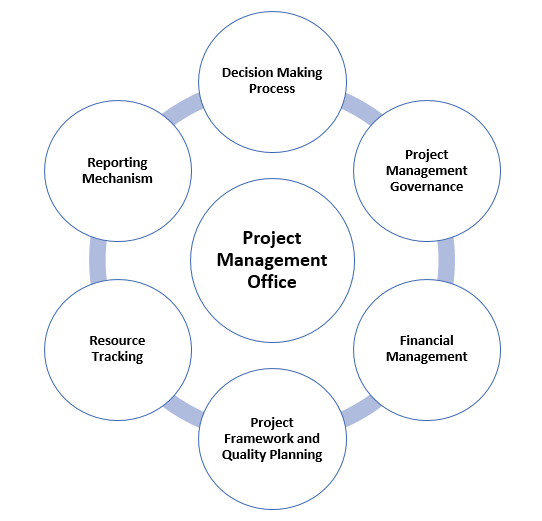 Decision Making
Process
Project
Management
Governance
Reporting
Mechanism
Project
Management
Office
Financial
Management
Resource
Tracking
Project
Framework and
Quality Planning